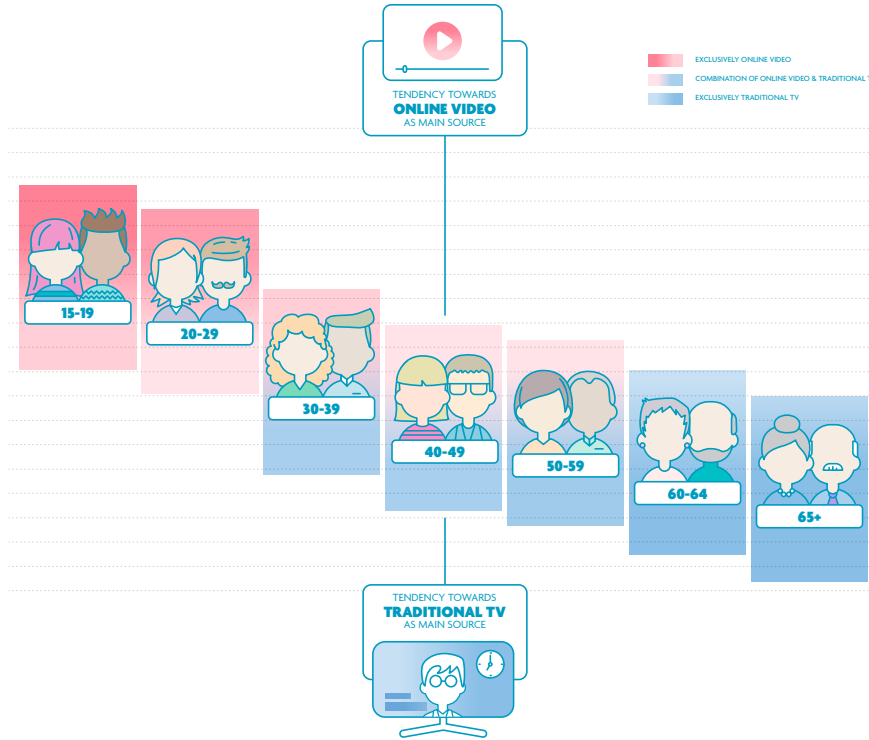 TENDENCY TOWARDS
ONLINE VIDEO
AS MAIN SOURCE
EXCLUSIVELY ONLINE VIDEO
COMBINATION OF ONLINE VIDEO & TRADITIONAL
EXCLUSIVELY TRADITIONAL TV
15-19
20-29
30-39
40-49
50-59
60-64
65+
TENDENCY TOWARDS
TRADITIONAL TV
AS MAIN SOURCE